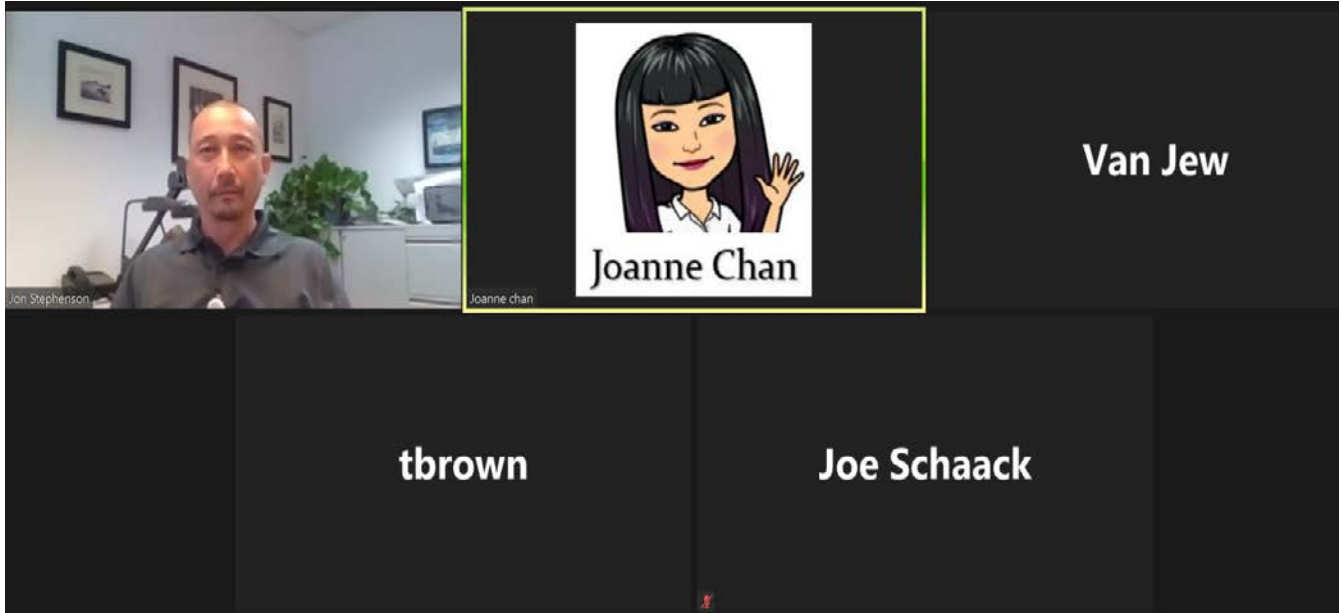 Jon Stephenson
Joanne Chan
Joanne chan
Van Jew
tbrown
Joe Schaack